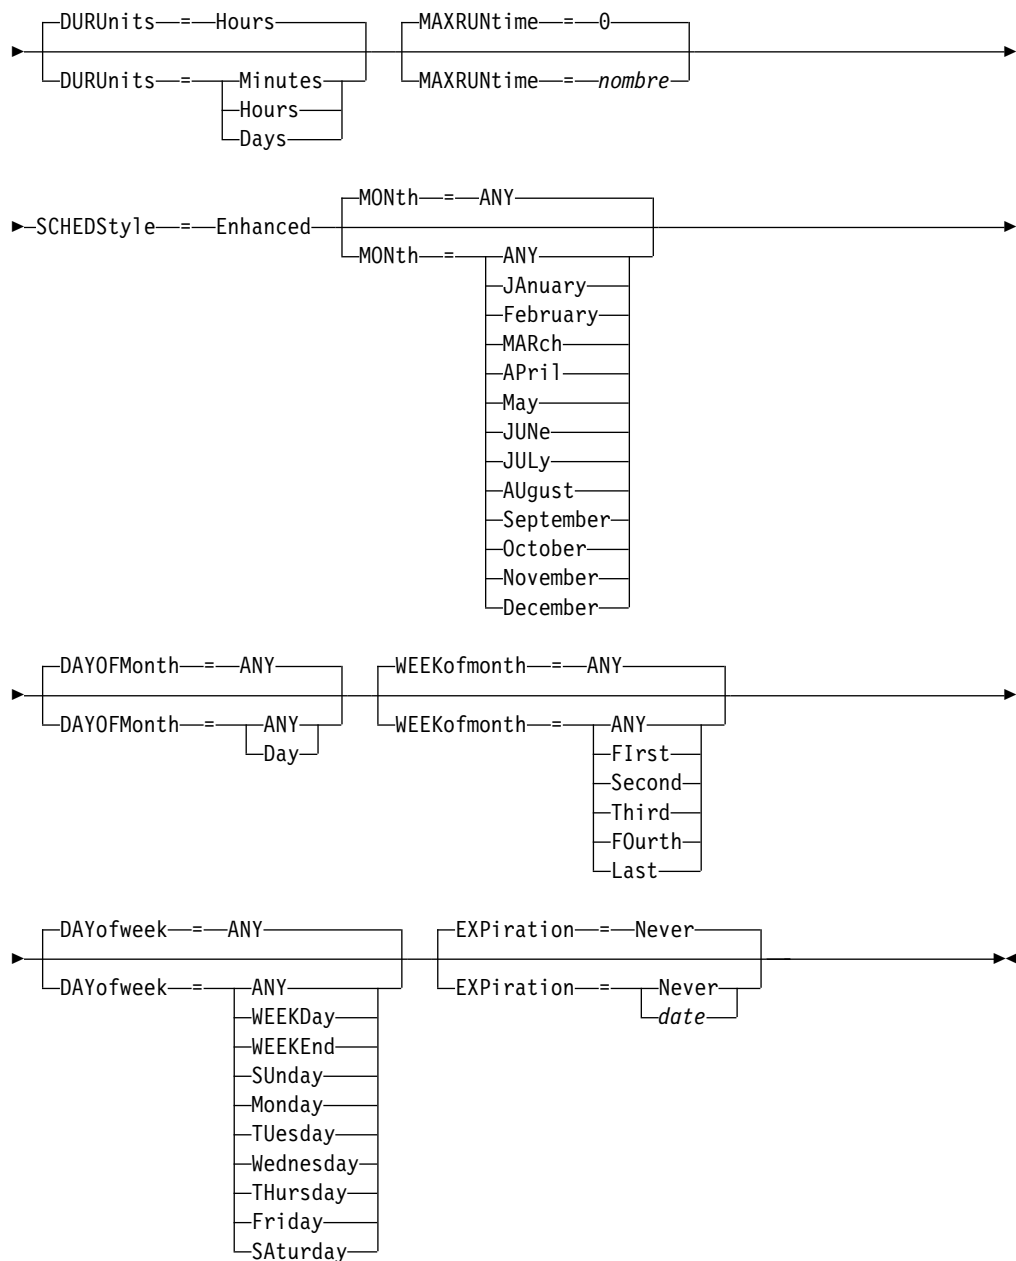 DURUnits = Hours MAXRUNtime = 0
DURUnits = Minutes MAXRUNtime = nombre
Hours
Days
MONth = ANY
SCHEDStyle = Enhanced
MONth = ANY
JAnuary
February
MARch
APril
May
JUNe
JULy
AUgust
September
October
November
December
DAYOFMonth = ANY WEEKofmonth = ANY
DAYOFMonth = ANY WEEKofmonth = ANY
Day FIrst
Second
Third
FOurth
Last
DAYofweek = ANY EXPiration = Never
DAYofweek = ANY EXPiration = Never
WEEKDay date
WEEKEnd
SUnday
Monday
TUesday
Wednesday
THursday
Friday
SAturday